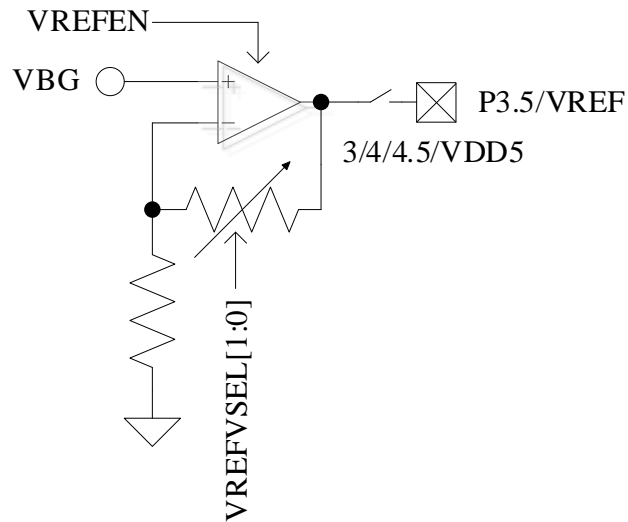 VREFEN
VBG
+
−
P3.5/VREF
3/4/4.5/VDD5
VREFVSEL[1:0]